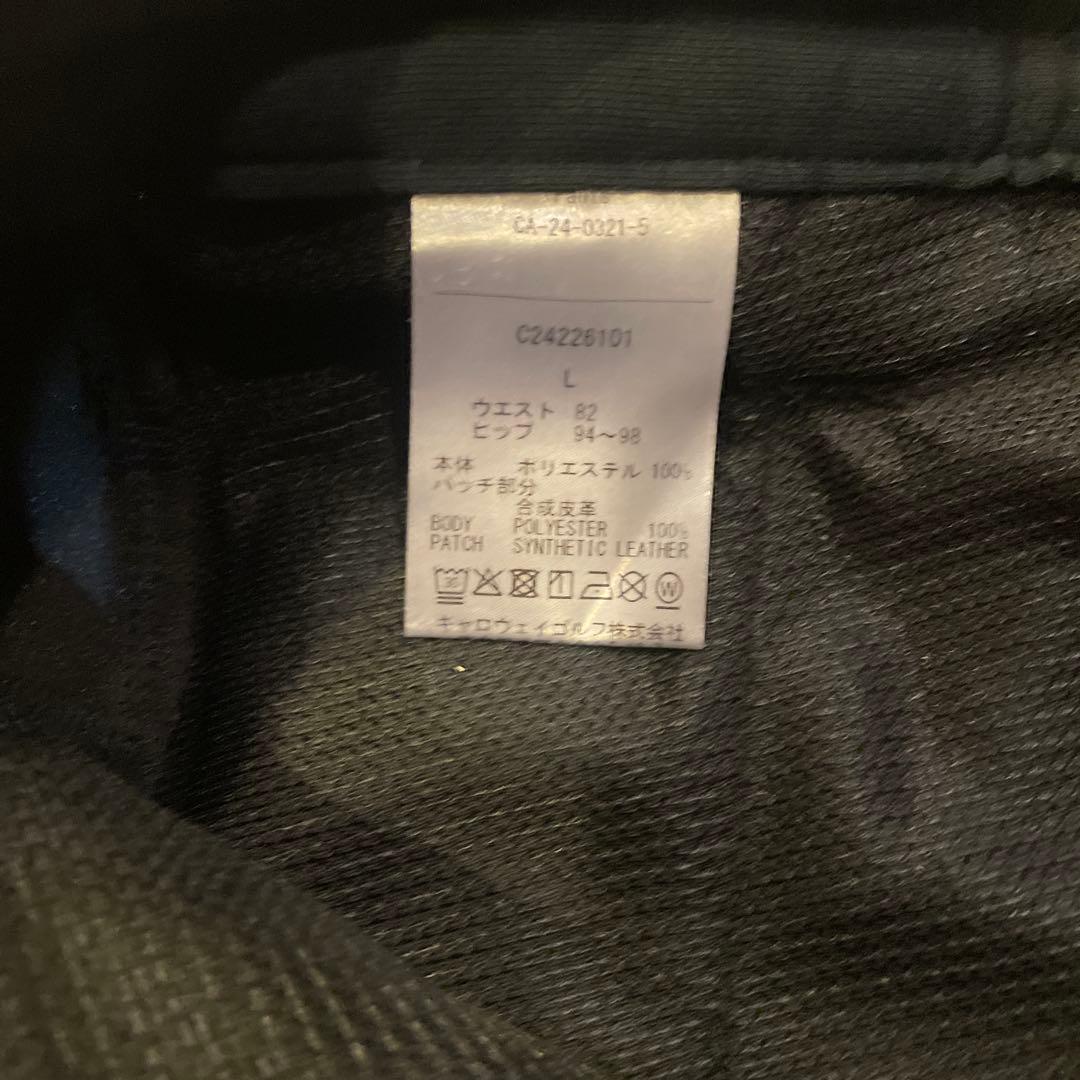 Pants
CA-24-0321-5
C24226101
L
ウエスト 82
ヒップ 94～98
本体 ポリエステル 100%
パッチ部分
合成皮革
BODY POLYESTER 100%
PATCH SYNTHETIC LEATHER
キャロウェイゴルフ株式会社